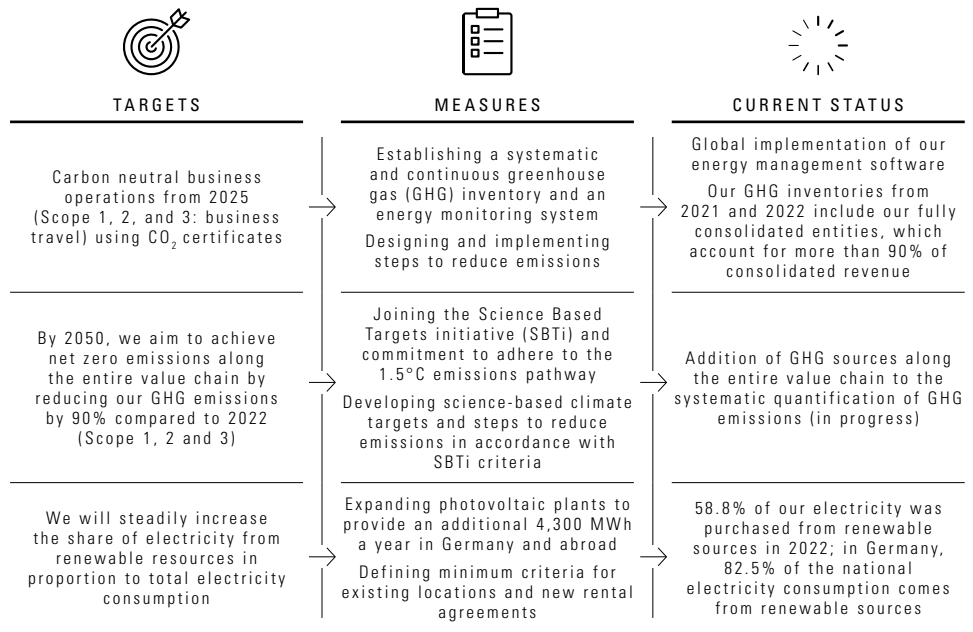 TARGETS
MEASURES
CURRENT STATUS
Carbon neutral business
operations from 2025
(Scope 1, 2, and 3: business
travel) using CO₂ certificates
Establishing a systematic
and continuous greenhouse
gas (GHG) inventory and an
energy monitoring system
Designing and implementing
steps to reduce emissions
Global implementation of our
energy management software
Our GHG inventories from
2021 and 2022 include our fully
consolidated entities, which
account for more than 90% of
consolidated revenue
By 2050, we aim to achieve
net zero emissions along
the entire value chain by
reducing our GHG emissions
by 90% compared to 2022
(Scope 1, 2 and 3)
Joining the Science Based
Targets initiative (SBTi) and
commitment to adhere to the
1.5°C emissions pathway
Developing science-based climate
targets and steps to reduce
emissions in accordance with
SBTi criteria
Addition of GHG sources along
the entire value chain to the
systematic quantification of GHG
emissions (in progress)
We will steadily increase
the share of electricity from
renewable resources in
proportion to total electricity
consumption
Expanding photovoltaic plants to
provide an additional 4,300 MWh
a year in Germany and abroad
Defining minimum criteria for
existing locations and new rental
agreements
58.8% of our electricity was
purchased from renewable
sources in 2022; in Germany,
82.5% of the national
electricity consumption comes
from renewable sources